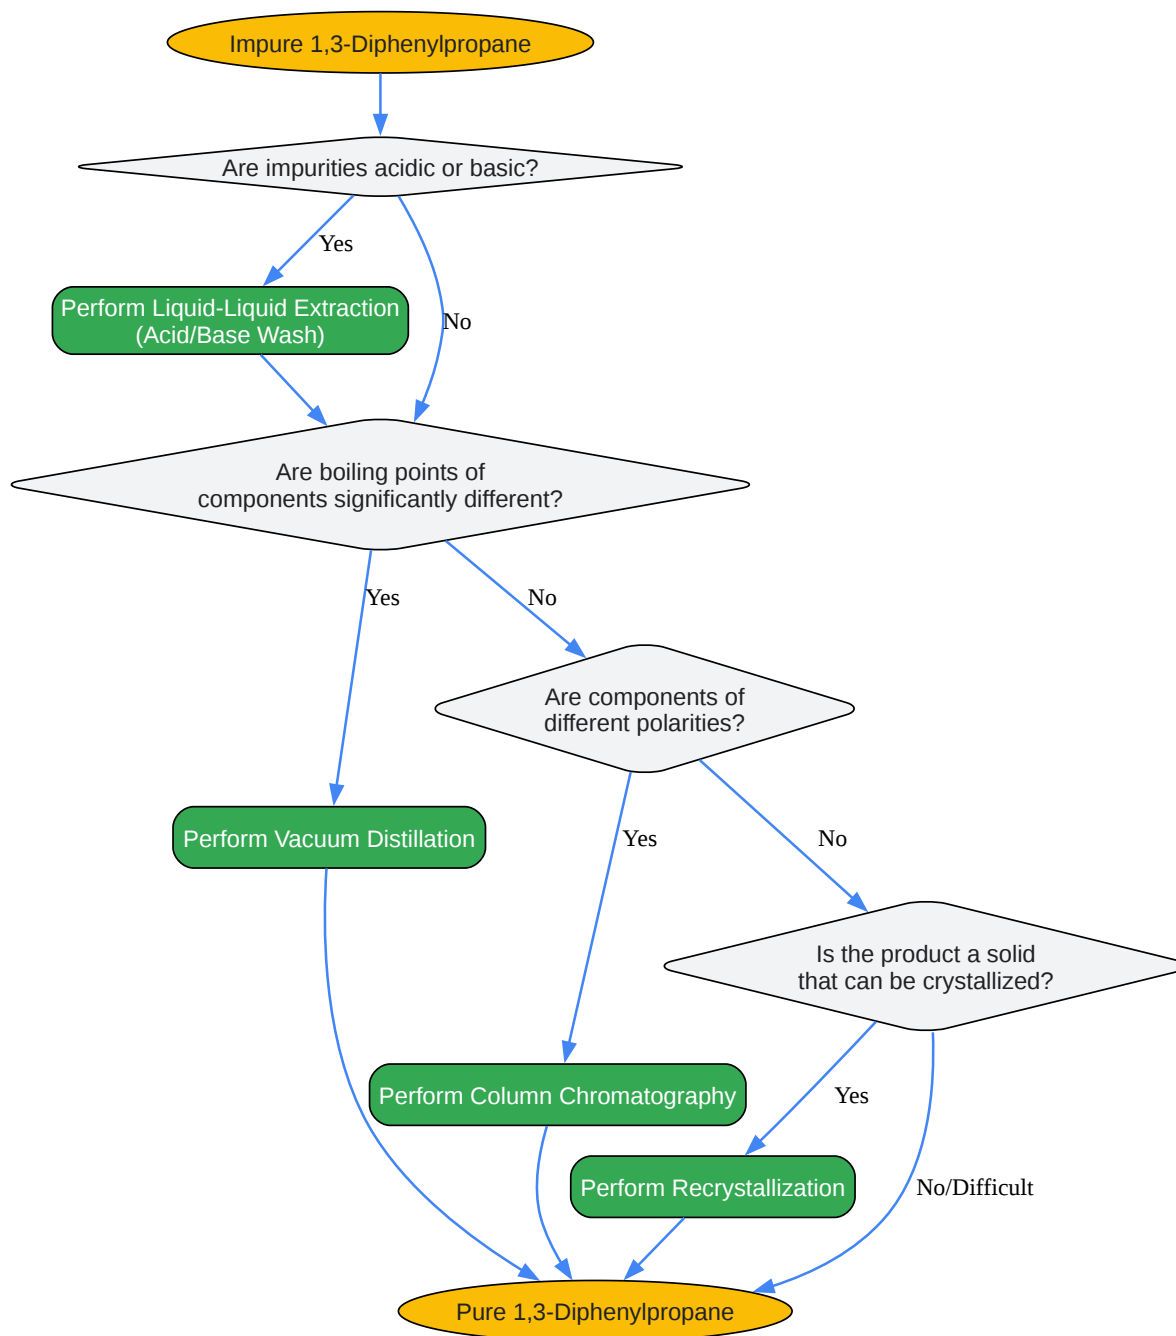 Impure 1,3-Diphenylpropane
Are impurities acidic or basic?
Yes
Perform Liquid-Liquid Extraction
(Acid/Base Wash)
No
Are boiling points of
components significantly different?
Yes
No
Are components of
different polarities?
Perform Vacuum Distillation
Yes
No
Is the product a solid
that can be crystallized?
Perform Column Chromatography
Yes
Perform Recrystallization
No/Difficult
Pure 1,3-Diphenylpropane